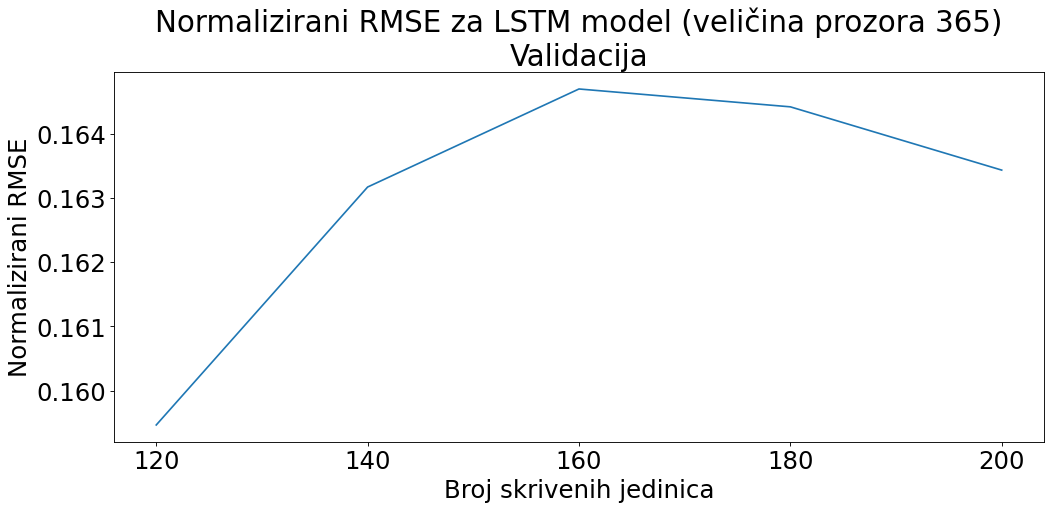 Normalizirani RMSE za LSTM model (veličina prozora 365)
Validacija
Normalizirani RMSE
0.164
0.163
0.162
0.161
0.160
120 140 160 180 200
Broj skrivenih jedinica